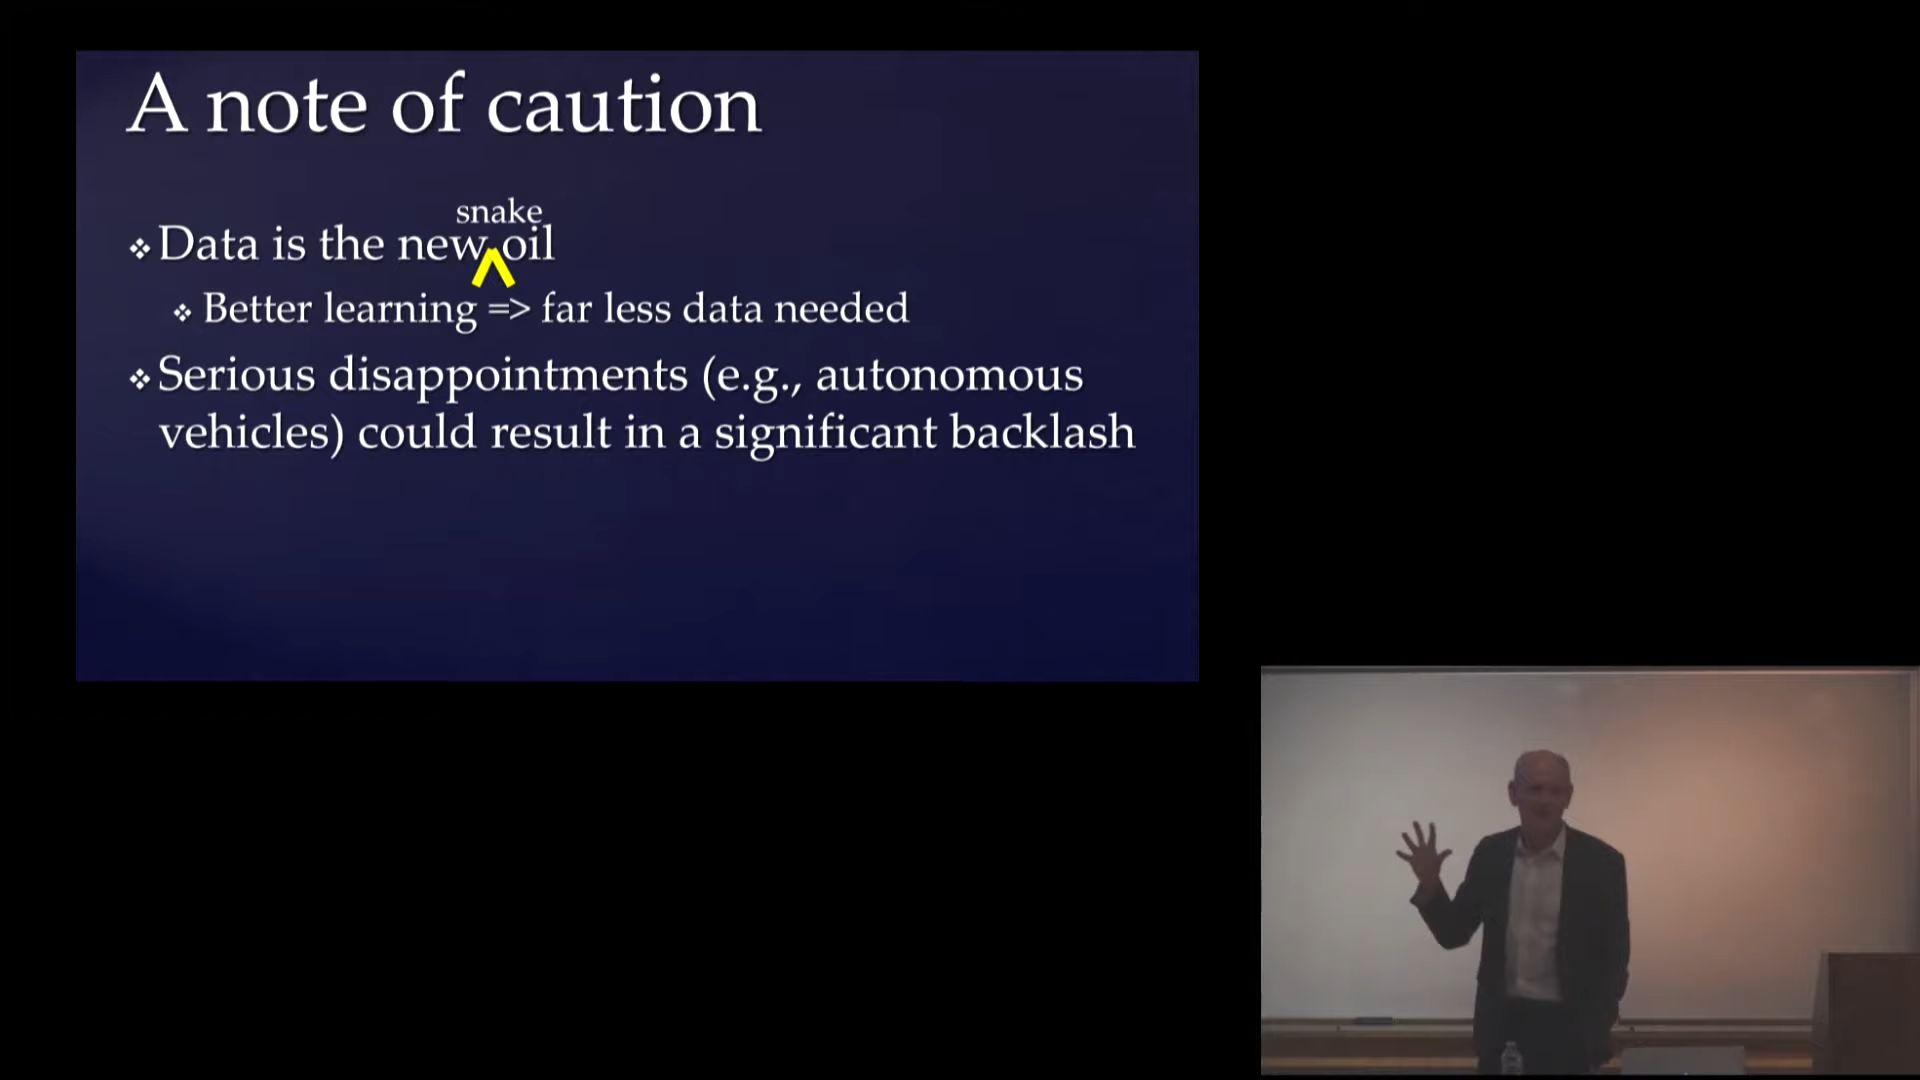 A note of caution
snake
❖ Data is the new oil
❖ Better learning => far less data needed
❖ Serious disappointments (e.g., autonomous
vehicles) could result in a significant backlash